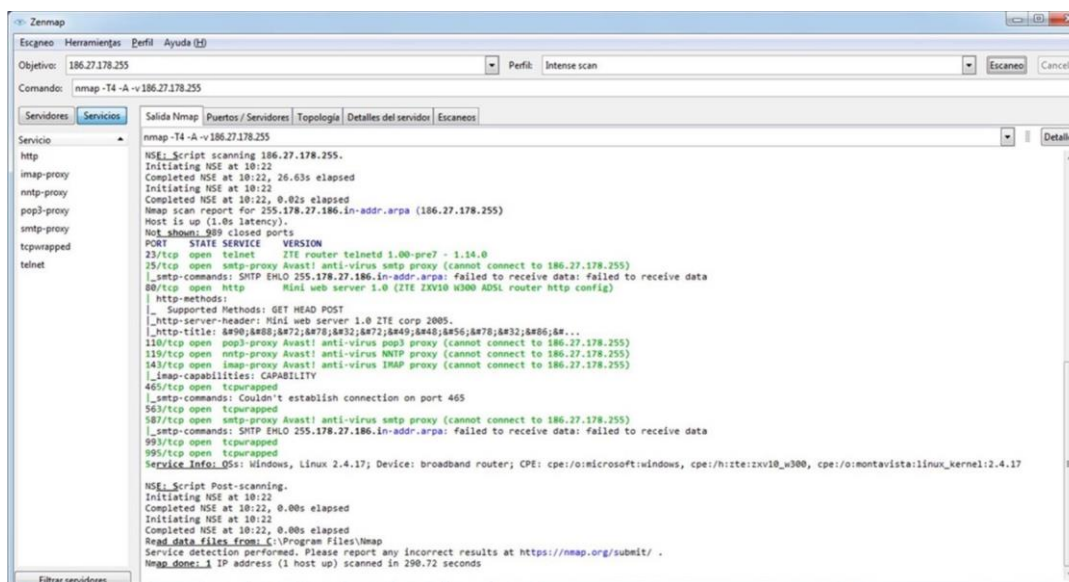 Zenmap
Escaneo Herramientas Perfil Ayuda (H)
Objetivo: 186.27.178.255 Perfil: Intense scan Escaneo Cancel
Comando: nmap -T4 -A -v 186.27.178.255
Servidores Servicios Salida Nmap Puertos / Servidores Topología Detalles del servidor Escaneos
Servicio
http
imap-proxy
nntp-proxy
pop3-proxy
smtp-proxy
tcpwrapped
telnet
nmap -T4 -A -v 186.27.178.255 Detalle
NSE: Script scanning 186.27.178.255.
Initiating NSE at 10:22
Completed NSE at 10:22, 26.63s elapsed
Initiating NSE at 10:22
Completed NSE at 10:22, 0.02s elapsed
Nmap scan report for 255.178.27.186.in-addr.arpa (186.27.178.255)
Host is up (1.0s latency).
Not shown: 989 closed ports
PORT STATE SERVICE VERSION
23/tcp open telnet ZTE router telnetd 1.00-pre7 - 1.14.0
25/tcp open smtp-proxy Avast! anti-virus smtp proxy (cannot connect to 186.27.178.255)
|_smtp-commands: SMTP EHLO 255.178.27.186.in-addr.arpa: failed to receive data: failed to receive data
80/tcp open http Mini web server 1.0 (ZTE ZXV10 W300 ADSL router http config)
| http-methods:
|_ Supported Methods: GET HEAD POST
|_http-server-header: Mini web server 1.0 ZTE corp 2005.
|_http-title: &#90;&#88;&#72;&#78;&#32;&#72;&#49;&#48;&#56;&#78;&#32;&#86;&#...
110/tcp open pop3-proxy Avast! anti-virus pop3 proxy (cannot connect to 186.27.178.255)
119/tcp open nntp-proxy Avast! anti-virus NNTP proxy (cannot connect to 186.27.178.255)
143/tcp open imap-proxy Avast! anti-virus IMAP proxy (cannot connect to 186.27.178.255)
|_imap-capabilities: CAPABILITY
465/tcp open tcpwrapped
|_smtp-commands: Couldn't establish connection on port 465
563/tcp open tcpwrapped
587/tcp open smtp-proxy Avast! anti-virus smtp proxy (cannot connect to 186.27.178.255)
|_smtp-commands: SMTP EHLO 255.178.27.186.in-addr.arpa: failed to receive data: failed to receive data
993/tcp open tcpwrapped
995/tcp open tcpwrapped
Service Info: OSs: Windows, Linux 2.4.17; Device: broadband router; CPE: cpe:/o:microsoft:windows, cpe:/h:zte:zxv10_w300, cpe:/o:montavista:linux_kernel:2.4.17
NSE: Script Post-scanning.
Initiating NSE at 10:22
Completed NSE at 10:22, 0.00s elapsed
Initiating NSE at 10:22
Completed NSE at 10:22, 0.00s elapsed
Read data files from: C:\Program Files\Nmap
Service detection performed. Please report any incorrect results at https://nmap.org/submit/ .
Nmap done: 1 IP address (1 host up) scanned in 290.72 seconds
Filtrar servidores